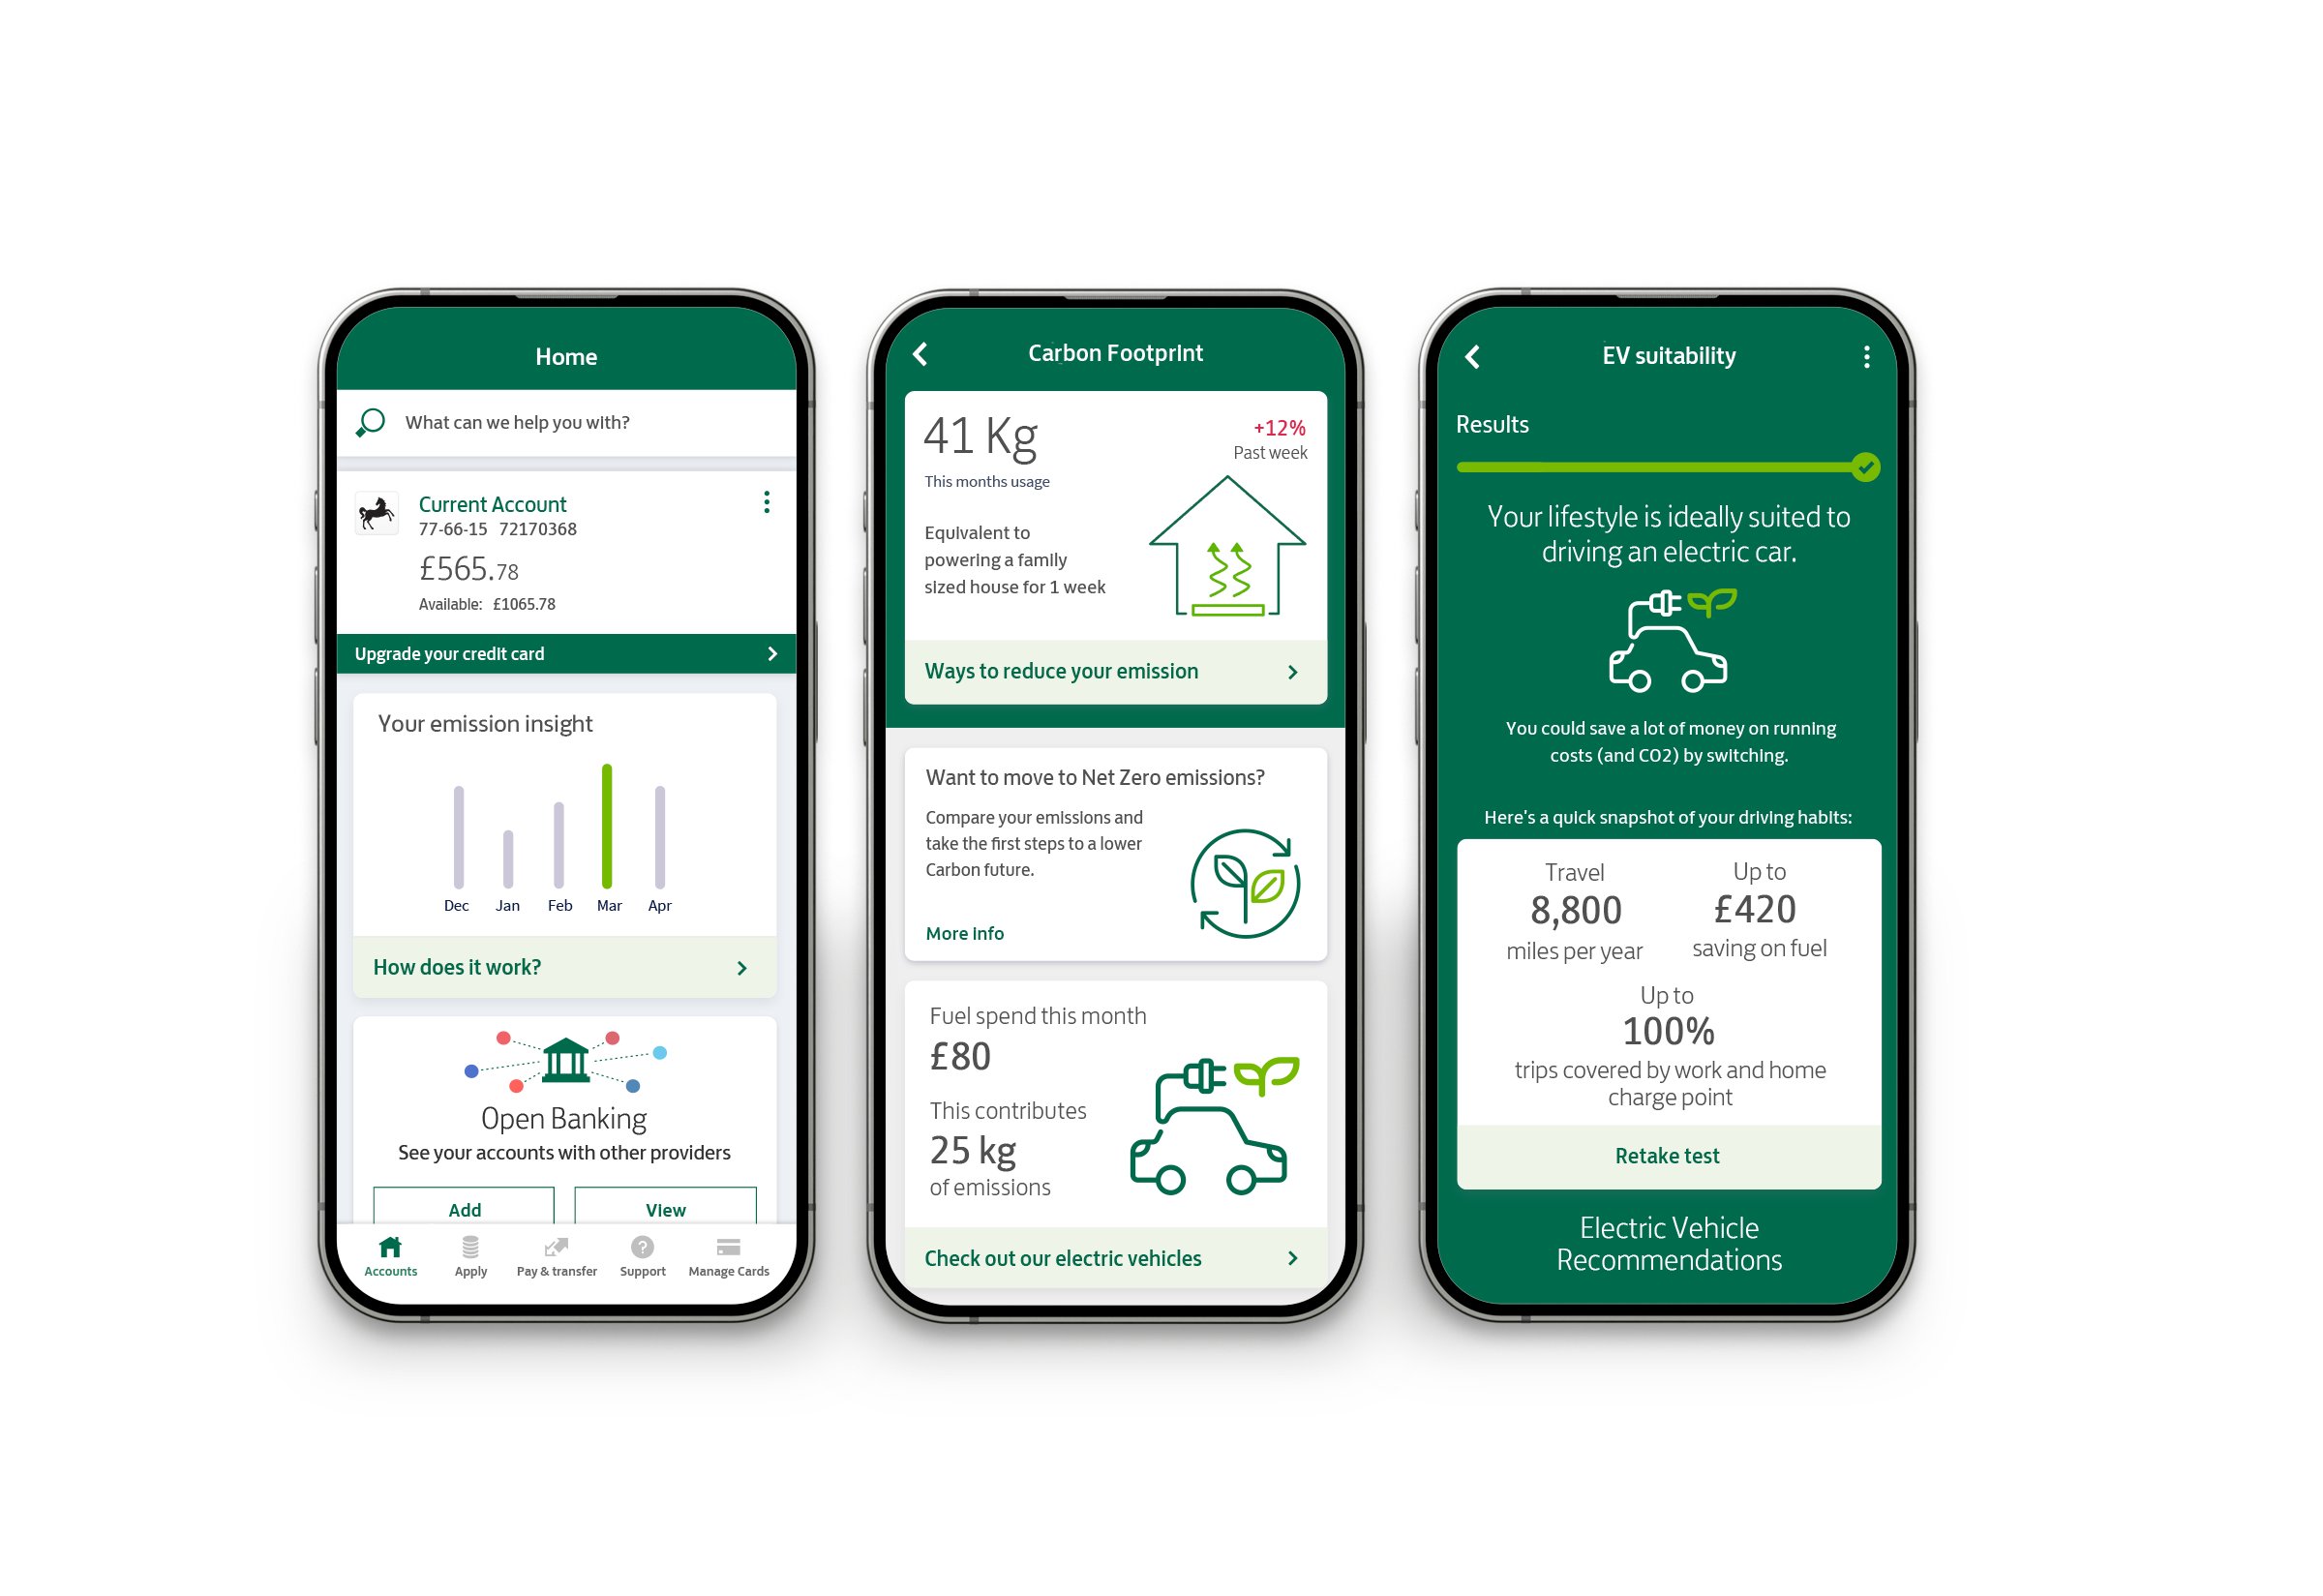 Home
What can we help you with?
Current Account
77-66-15 72170368
£565.78
Available: £1065.78
Upgrade your credit card
Your emission insight
Dec Jan Feb Mar Apr
How does it work?
Open Banking
See your accounts with other providers
Add View
Accounts Apply Pay & transfer Support Manage Cards
Carbon Footprint
41 Kg
+12%
Past week
This months usage
Equivalent to
powering a family
sized house for 1 week
Ways to reduce your emission
Want to move to Net Zero emissions?
Compare your emissions and
take the first steps to a lower
Carbon future.
More info
Fuel spend this month
£80
This contributes
25 kg
of emissions
Check out our electric vehicles
EV suitability
Results
Your lifestyle is ideally suited to
driving an electric car.
You could save a lot of money on running
costs (and CO2) by switching.
Here's a quick snapshot of your driving habits:
Travel
8,800
miles per year
Up to
£420
saving on fuel
Up to
100%
trips covered by work and home
charge point
Retake test
Electric Vehicle
Recommendations